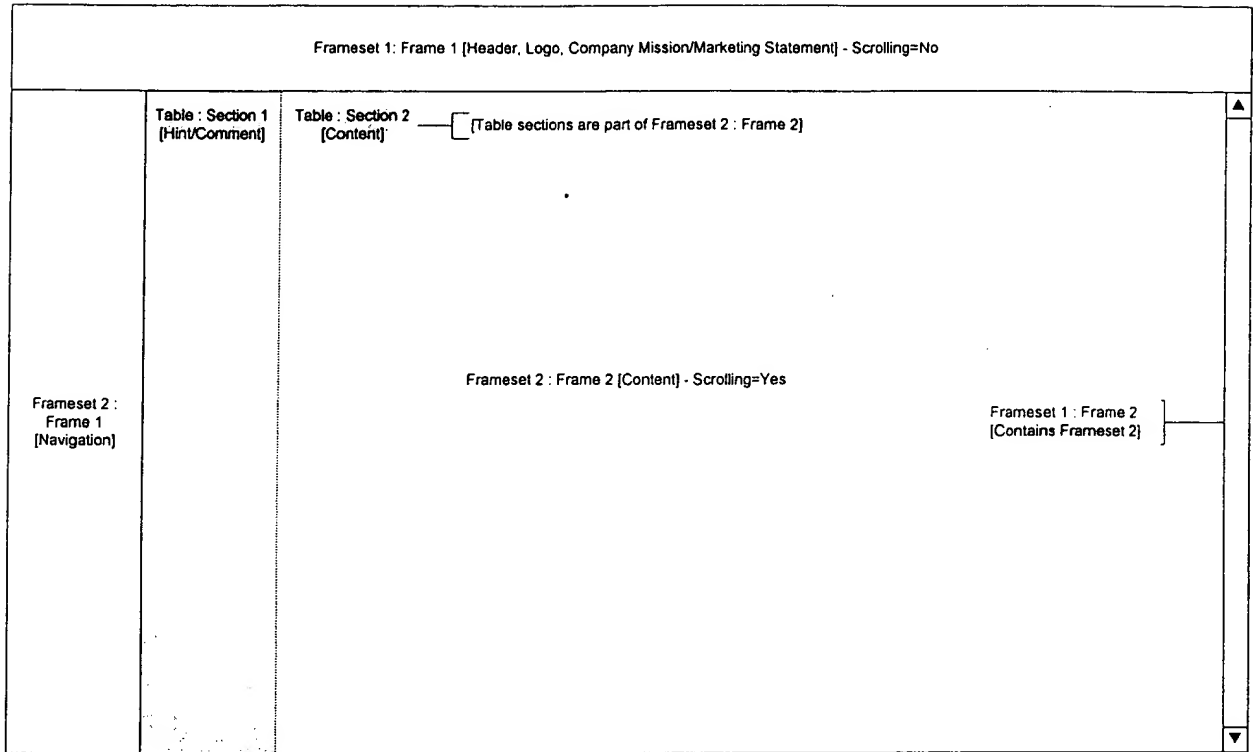 Frameset 1: Frame 1 [Header, Logo, Company Mission/Marketing Statement] - Scrolling=No
Table : Section 1
[Hint/Comment]
Table : Section 2
[Content]
[Table sections are part of Frameset 2 : Frame 2]
Frameset 2 : Frame 2 [Content] - Scrolling=Yes
Frameset 2 :
Frame 1
[Navigation]
Frameset 1 : Frame 2
[Contains Frameset 2]